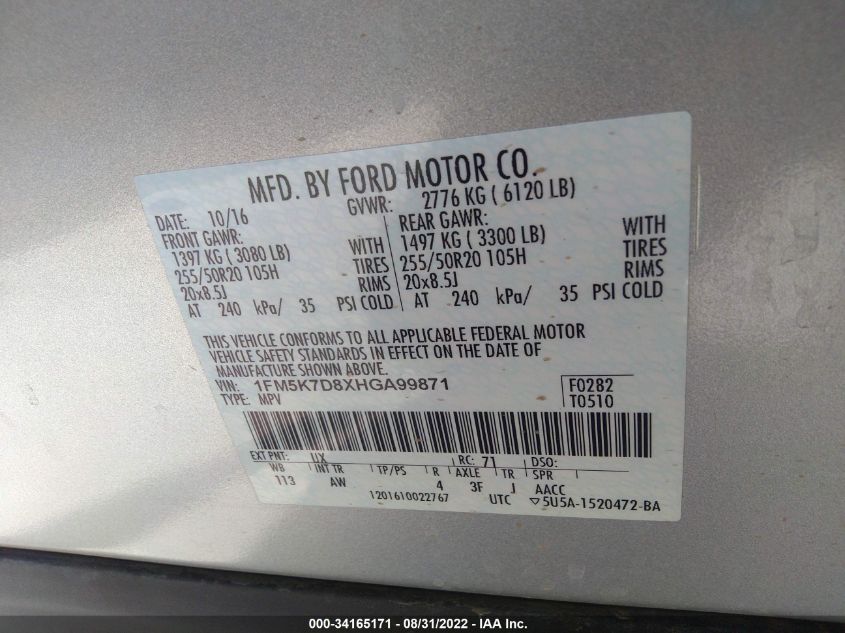 MFD. BY FORD MOTOR CO.
DATE: 10/16 GVWR: 2776 KG ( 6120 LB)
FRONT GAWR: REAR GAWR:
1397 KG ( 3080 LB) WITH 1497 KG ( 3300 LB) WITH
255/50R20 105H TIRES 255/50R20 105H TIRES
20x8.5J RIMS 20x8.5J RIMS
AT 240 kPa/ 35 PSI COLD AT 240 kPa/ 35 PSI COLD
THIS VEHICLE CONFORMS TO ALL APPLICABLE FEDERAL MOTOR
VEHICLE SAFETY STANDARDS IN EFFECT ON THE DATE OF
MANUFACTURE SHOWN ABOVE.
VIN: 1FM5K7D8XHGA99871 F0282
TYPE: MPV T0510
EXT PNT: UX RC: 71 DSO:
WB INT TR TP/PS R AXLE TR SPR
113 AW 4 3F J AACC
1201610022767 UTC ▽5U5A-1520472-BA
000-34165171 - 08/31/2022 - IAA Inc.